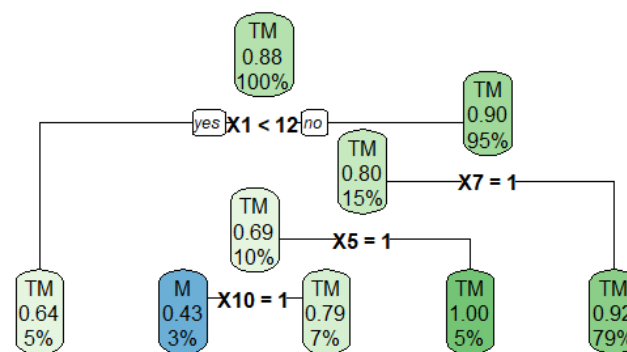 TM
0.88
100%
yes X1 < 12 no
TM
0.90
95%
TM
0.80
15%
X7 = 1
TM
0.69
10%
X5 = 1
TM
0.64
5%
M
0.43
3%
X10 = 1
TM
0.79
7%
TM
1.00
5%
TM
0.92
79%